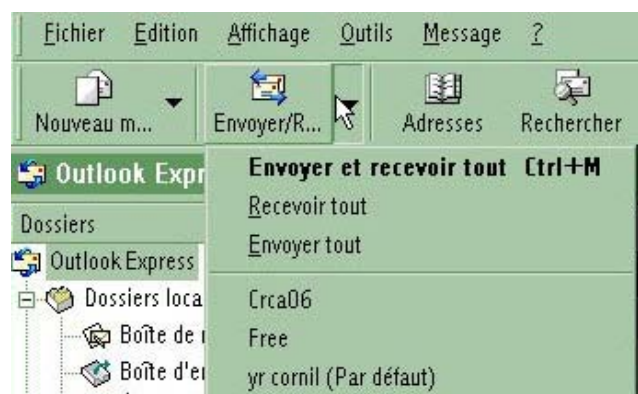 Fichier Edition Affichage Outils Message ?
Nouveau m... Envoyer/R... Adresses Rechercher
Outlook Expr
Envoyer et recevoir tout Ctrl+M
Recevoir tout
Dossiers
Envoyer tout
Outlook Express
Dossiers loca
Crca06
Boîte de r
Free
Boîte d'en
yr cornil (Par défaut)